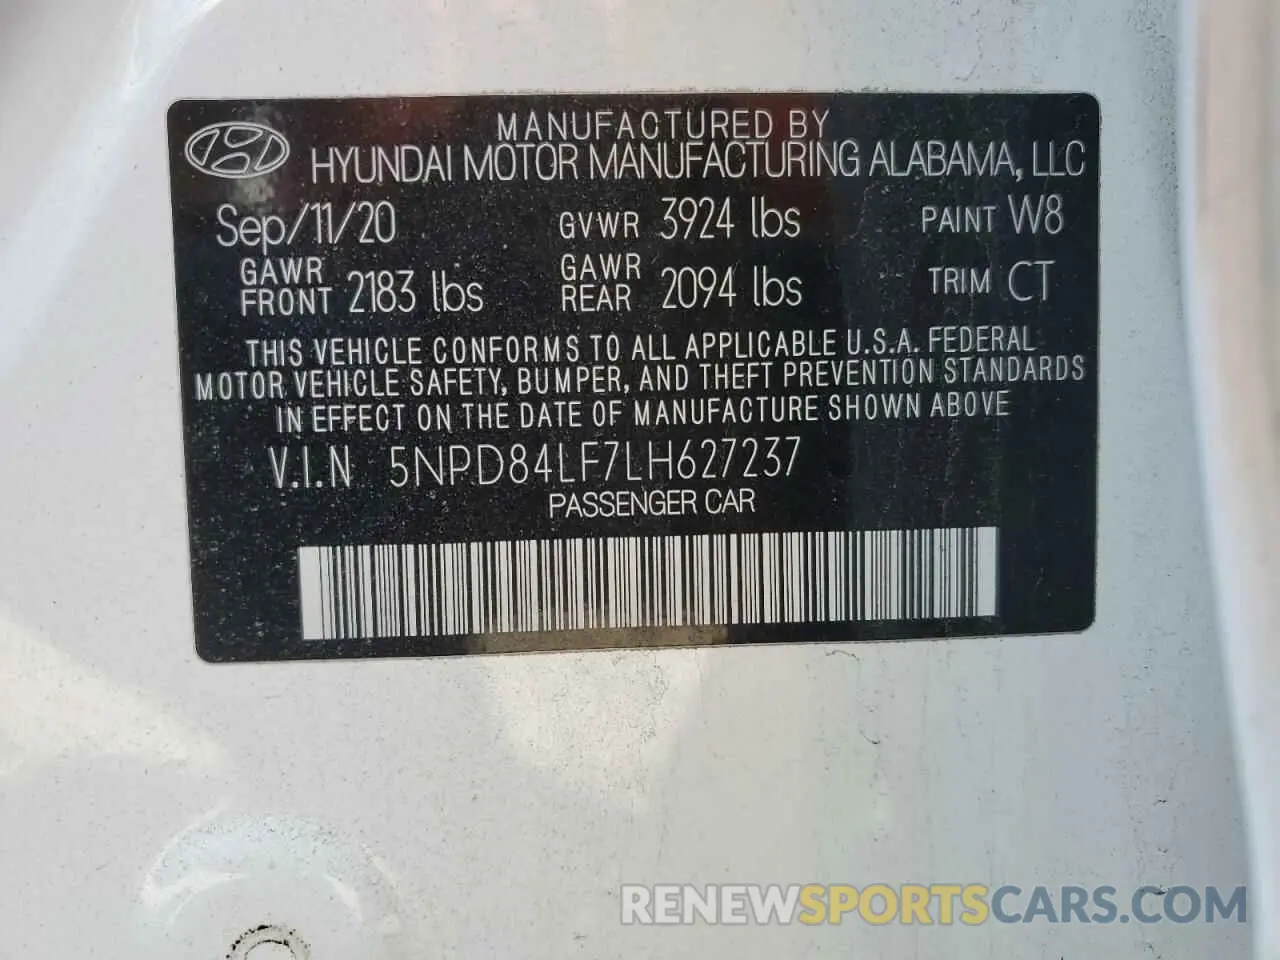 MANUFACTURED BY
HYUNDAI MOTOR MANUFACTURING ALABAMA, LLC
Sep/11/20 GVWR 3924 lbs PAINT W8
GAWR FRONT 2183 lbs GAWR REAR 2094 lbs TRIM CT
THIS VEHICLE CONFORMS TO ALL APPLICABLE U.S.A. FEDERAL
MOTOR VEHICLE SAFETY, BUMPER, AND THEFT PREVENTION STANDARDS
IN EFFECT ON THE DATE OF MANUFACTURE SHOWN ABOVE
V.I.N 5NPD84LF7LH627237
PASSENGER CAR
RENEWSPORTSCARS.COM